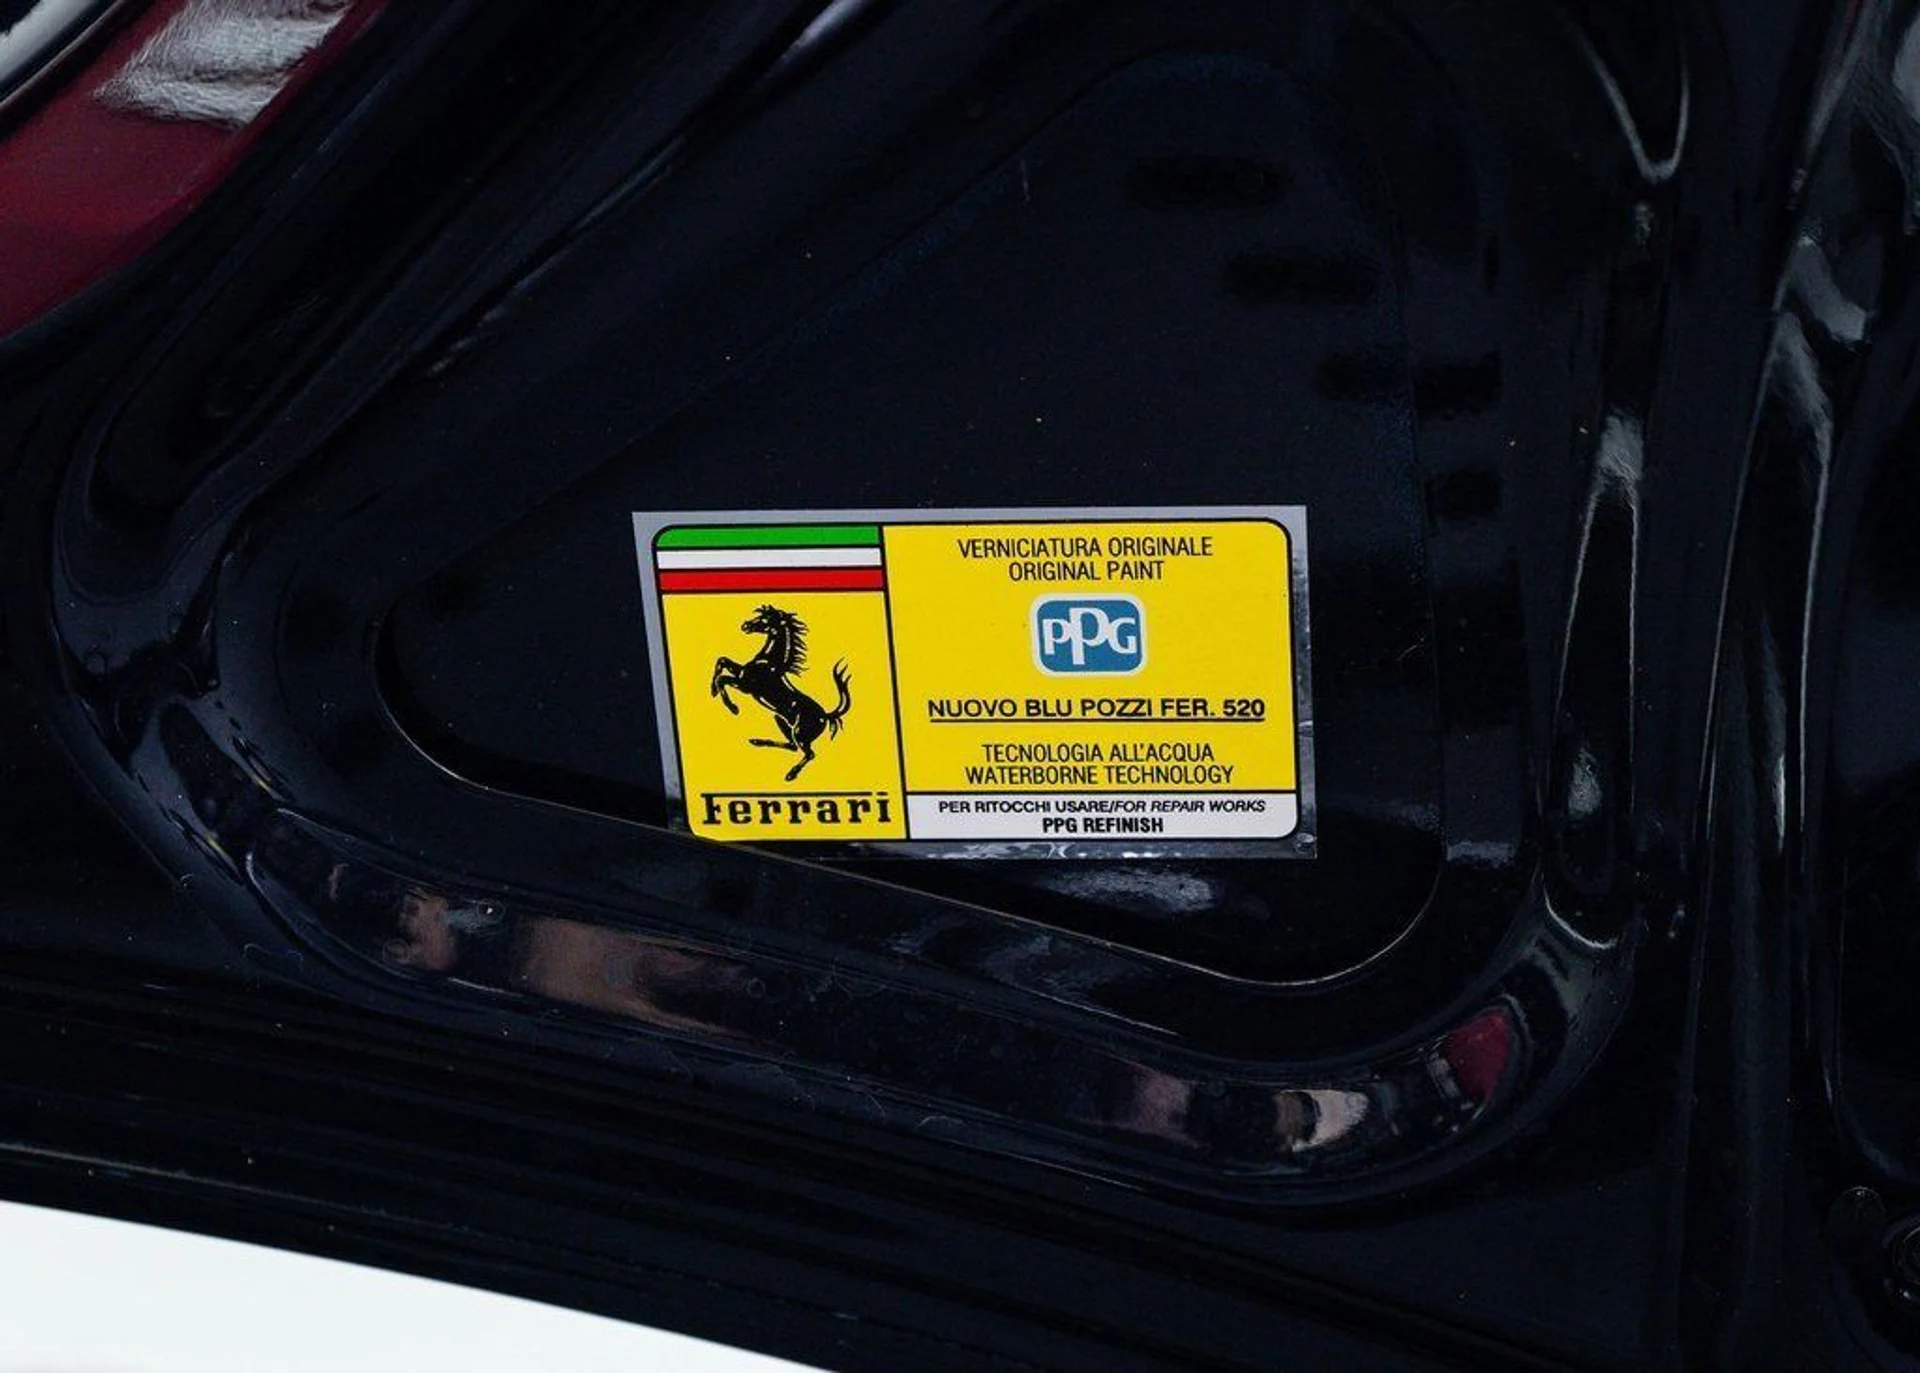 Ferrari
VERNICIATURA ORIGINALE
ORIGINAL PAINT
PPG
NUOVO BLU POZZI FER. 520
TECNOLOGIA ALL'ACQUA
WATERBORNE TECHNOLOGY
PER RITOCCHI USARE/FOR REPAIR WORKS
PPG REFINISH